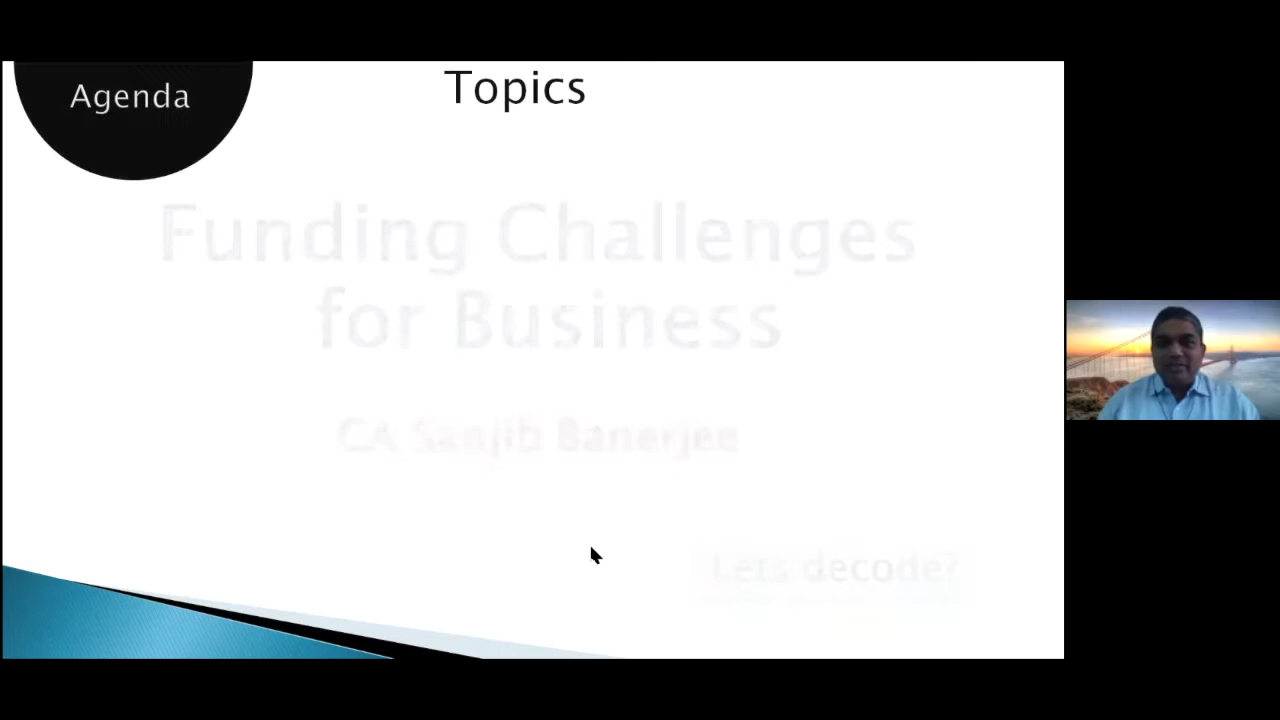 Agenda
Topics
Funding Challenges
for Business
CA Sanjib Banerjee
Lets decode?